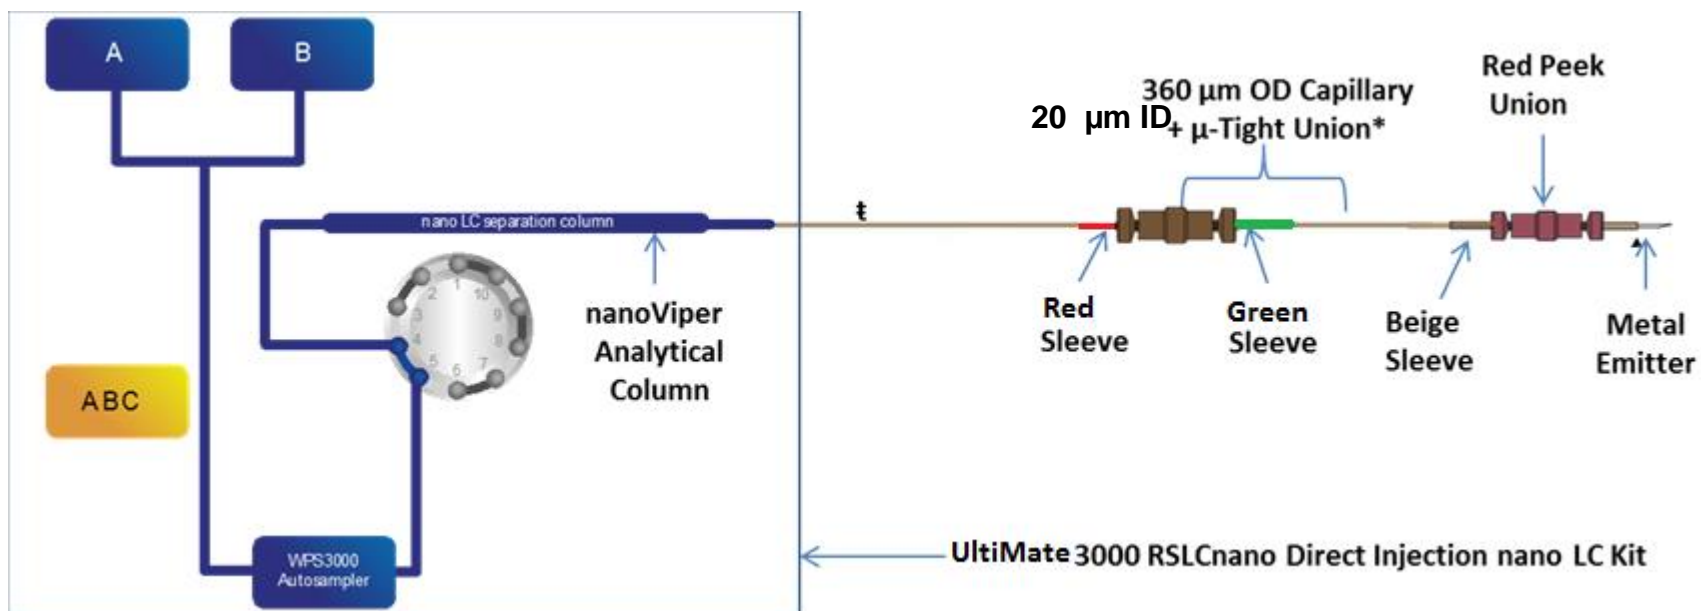 A
B
360 µm OD Capillary
20 µm ID
+ µ-Tight Union*
Red Peek
Union
nano LC separation column
ŧ
1
2
3
4
5
6
7
8
9
10
nanoViper
Analytical
Column
Red
Sleeve
Green
Sleeve
Beige
Sleeve
Metal
Emitter
ABC
WPS3000
Autosampler
UltiMate 3000 RSLCnano Direct Injection nano LC Kit